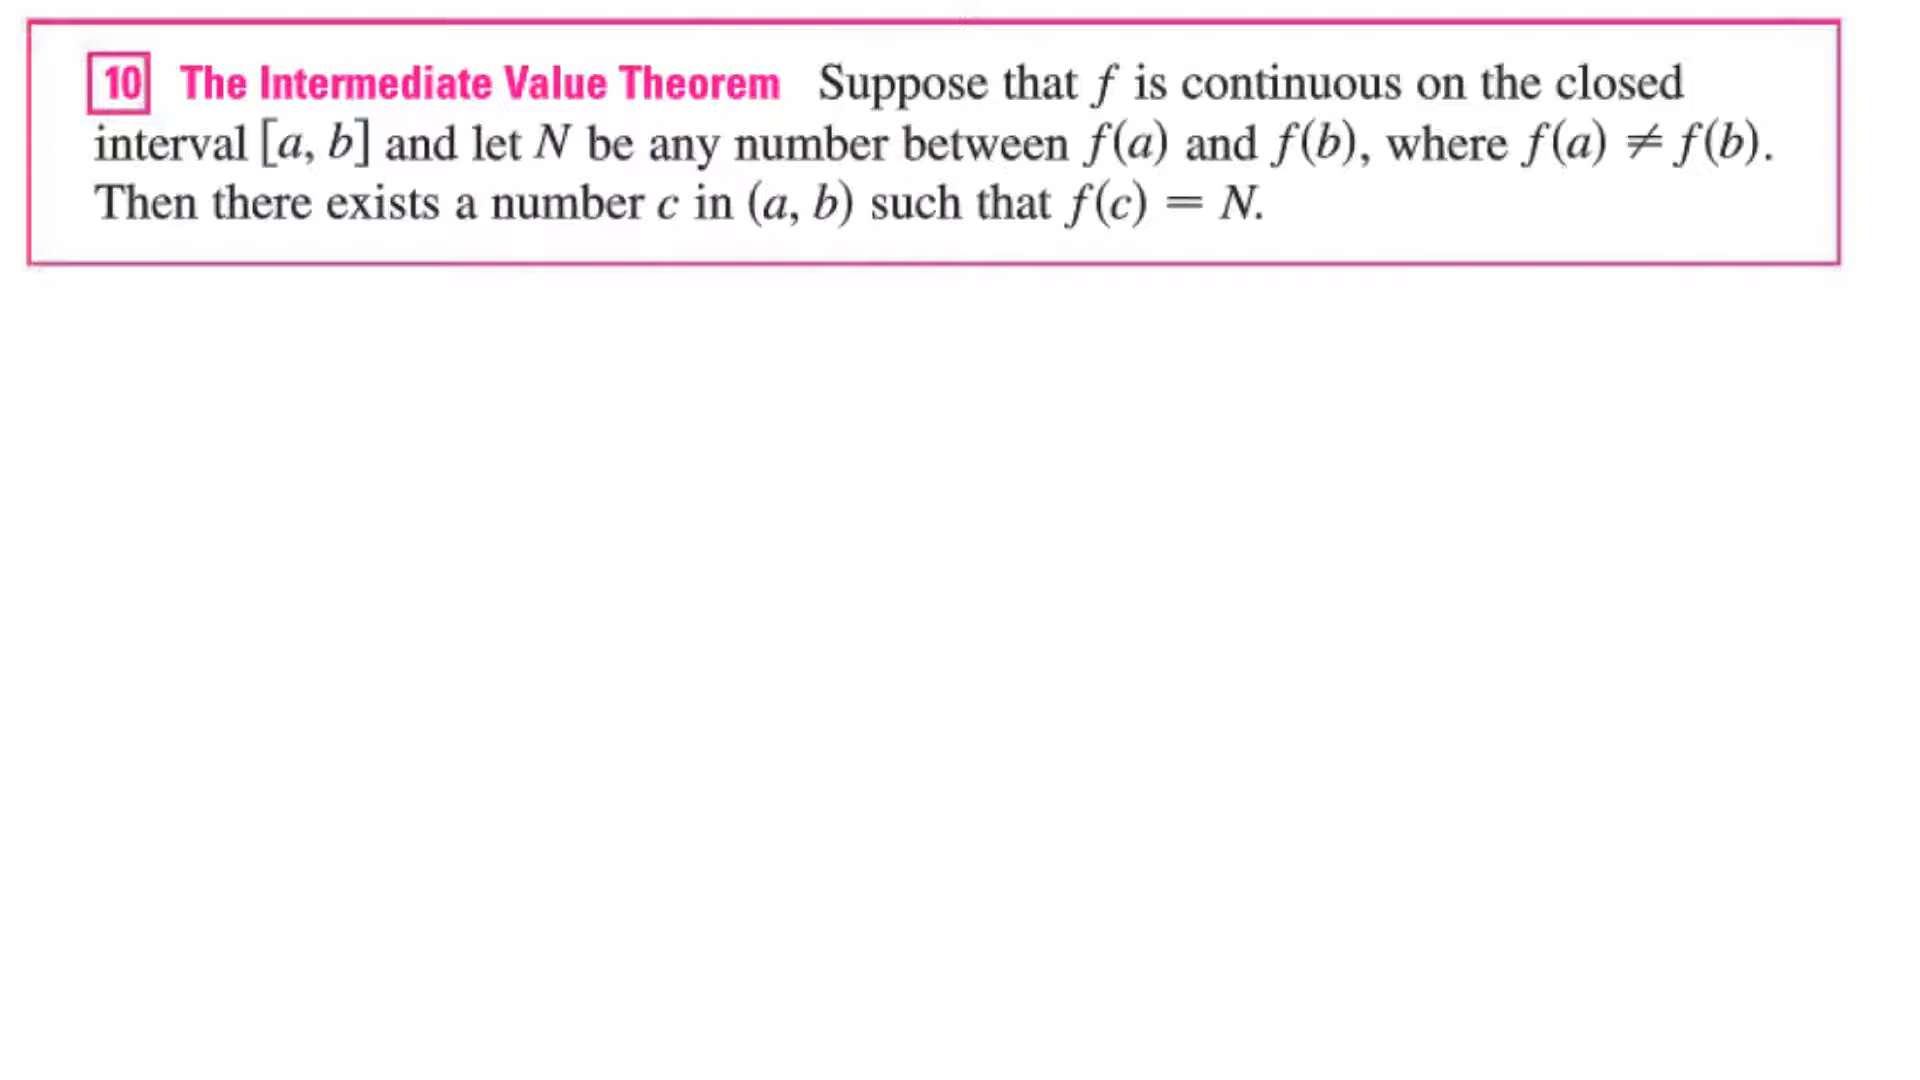 10 The Intermediate Value Theorem Suppose that f is continuous on the closed
interval [a, b] and let N be any number between f(a) and f(b), where f(a) ≠ f(b).
Then there exists a number c in (a, b) such that f(c) = N.